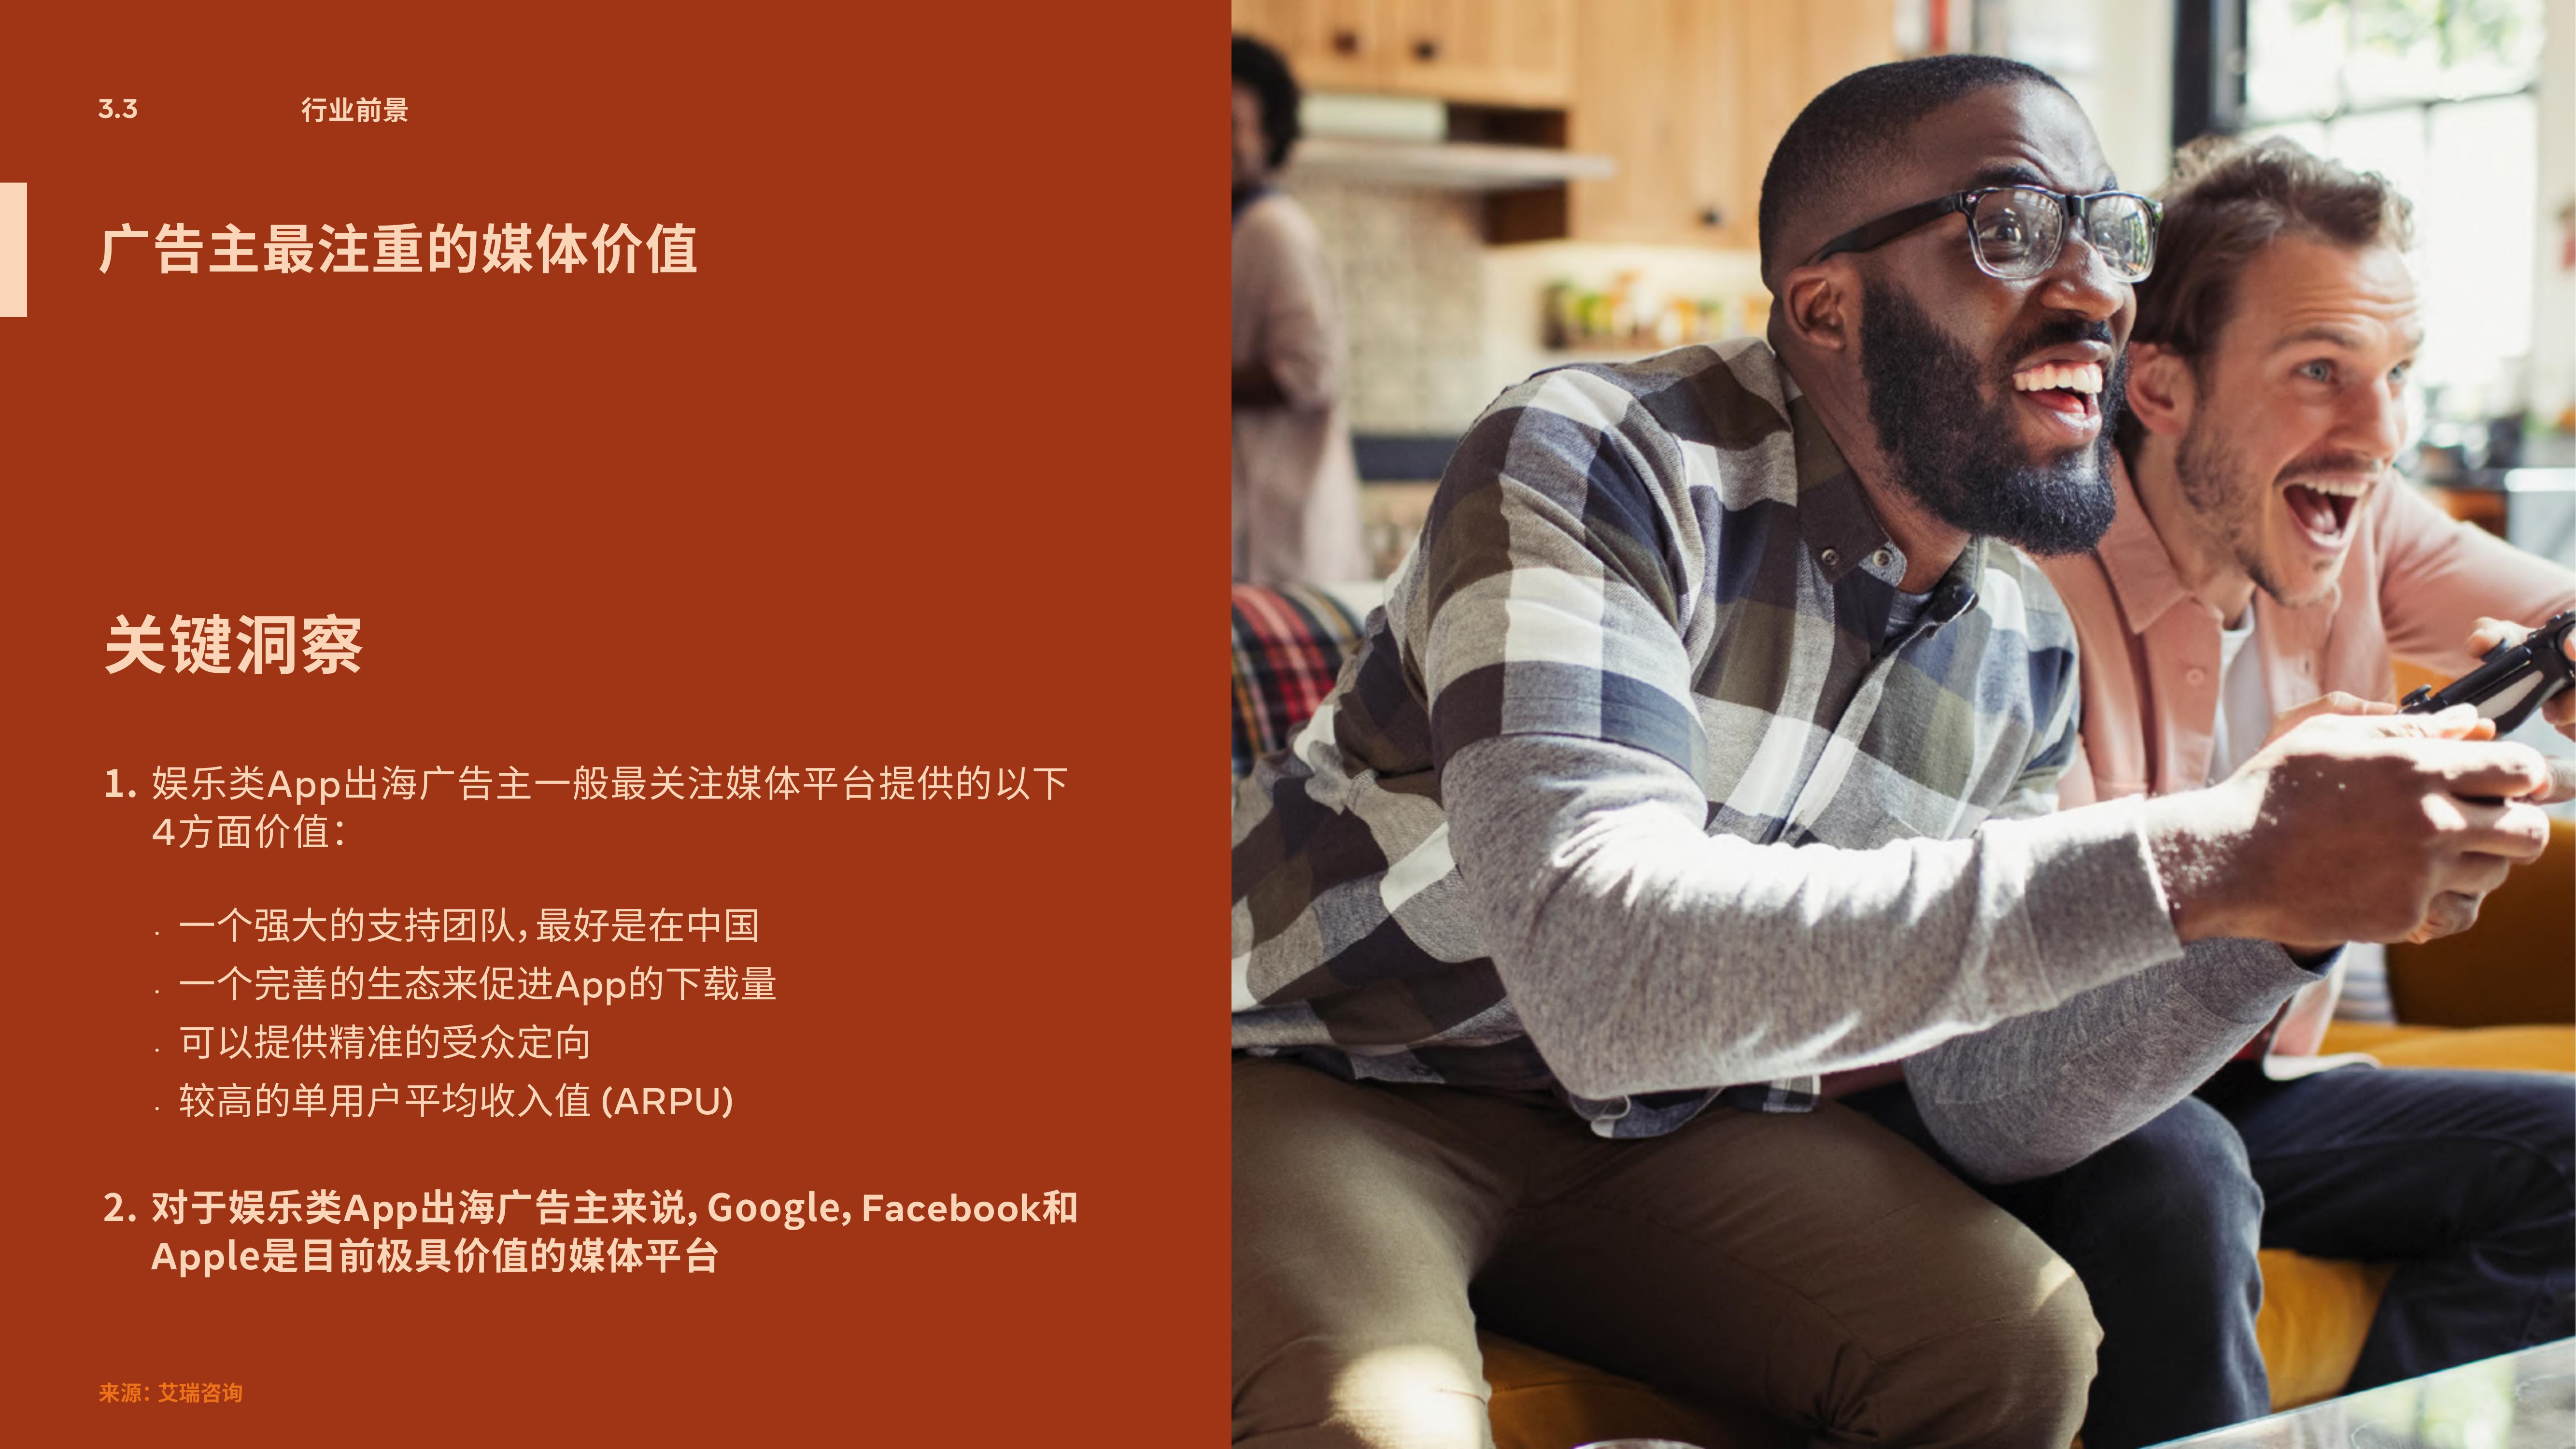 3.3 行业前景
广告主最注重的媒体价值
关键洞察
1. 娱乐类App出海广告主一般最关注媒体平台提供的以下
4方面价值：
· 一个强大的支持团队，最好是在中国
· 一个完善的生态来促进App的下载量
· 可以提供精准的受众定向
· 较高的单用户平均收入值 (ARPU)
2. 对于娱乐类App出海广告主来说，Google，Facebook和
Apple是目前极具价值的媒体平台
来源：艾瑞咨询